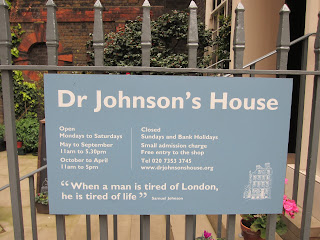 Dr Johnson's House
Open
Mondays to Saturdays
May to September
11am to 5.30pm
October to April
11am to 5pm
Closed
Sundays and Bank Holidays
Small admission charge
Free entry to the shop
Tel 020 7353 3745
www.drjohnsonshouse.org
“When a man is tired of London,
he is tired of life”
Samuel Johnson